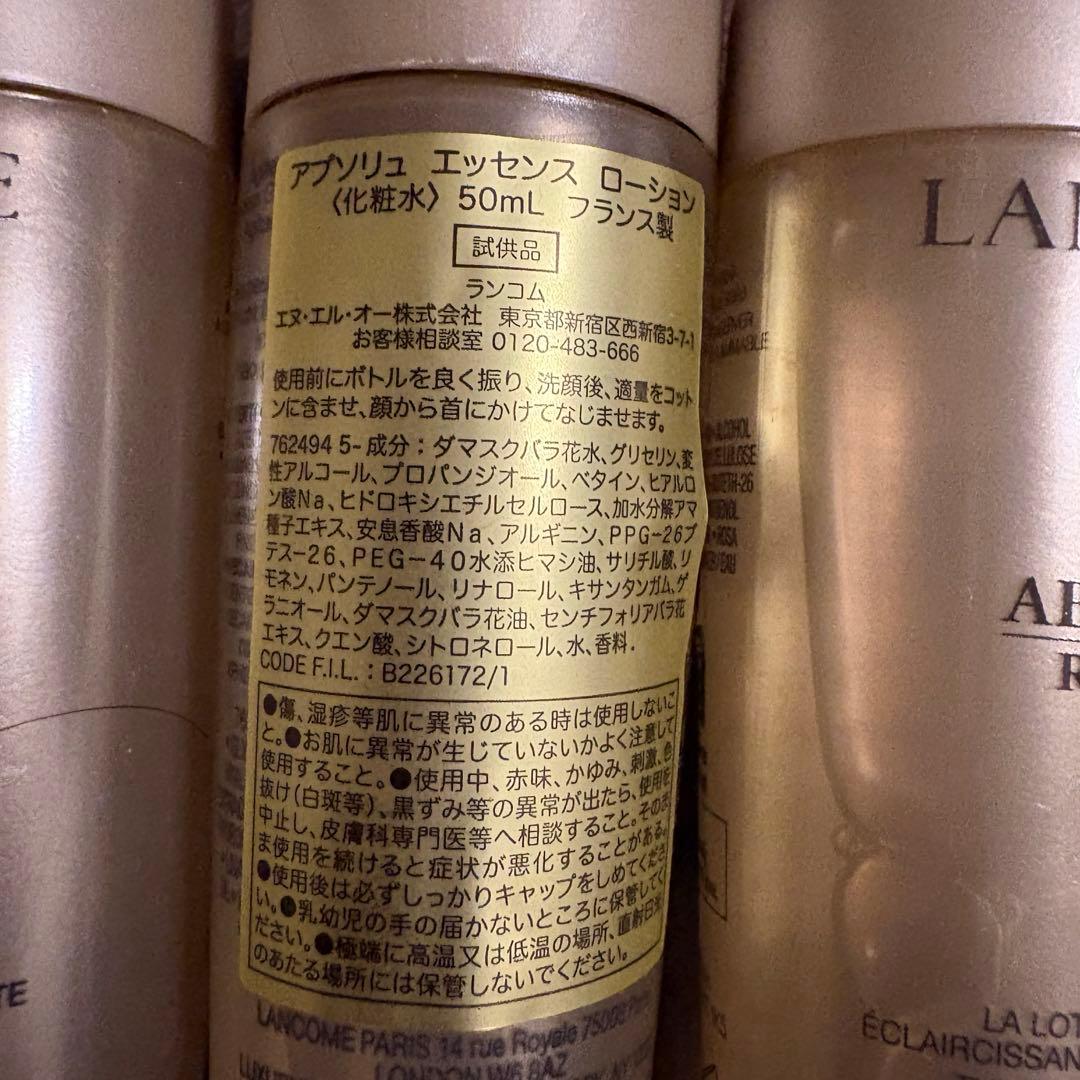 アプソリュ エッセンス ローション
〈化粧水〉 50mL フランス製
試供品
ランコム
エヌ・エル・オー株式会社 東京都新宿区西新宿3-7-1
お客様相談室 0120-483-666
使用前にボトルを良く振り、洗顔後、適量をコット
ンに含ませ、顔から首にかけてなじませます。
762494 5- 成分：ダマスクバラ花水、グリセリン、変
性アルコール、プロパンジオール、ベタイン、ヒアルロ
ン酸Na、ヒドロキシエチルセルロース、加水分解アマ
種子エキス、安息香酸Na、アルギニン、PPG-26ブ
テス-26、PEG-40水添ヒマシ油、サリチル酸、リ
モネン、パンテノール、リナロール、キサンタンガム、ゲ
ラニオール、ダマスクバラ花油、センチフォリアバラ花
エキス、クエン酸、シトロネロール、水、香料.
CODE F.I.L. : B226172/1
●傷、湿疹等肌に異常のある時は使用しないこ
と。●お肌に異常が生じていないかよく注意して
使用すること。●使用中、赤味、かゆみ、刺激、色
抜け(白斑等)、黒ずみ等の異常が出たら、使用を
中止し、皮膚科専門医等へ相談すること。そのま
ま使用を続けると症状が悪化することがある。
●使用後は必ずしっかりキャップをしめてくださ
い。●乳幼児の手の届かないところに保管してく
ださい。●極端に高温又は低温の場所、直射日光
のあたる場所には保管しないでください。
LANCOME PARIS 14 rue Royale
LONDON W6 8AZ
E
TE
LAN
AB
R
LA LOT
ÉCLAIRCISSAN